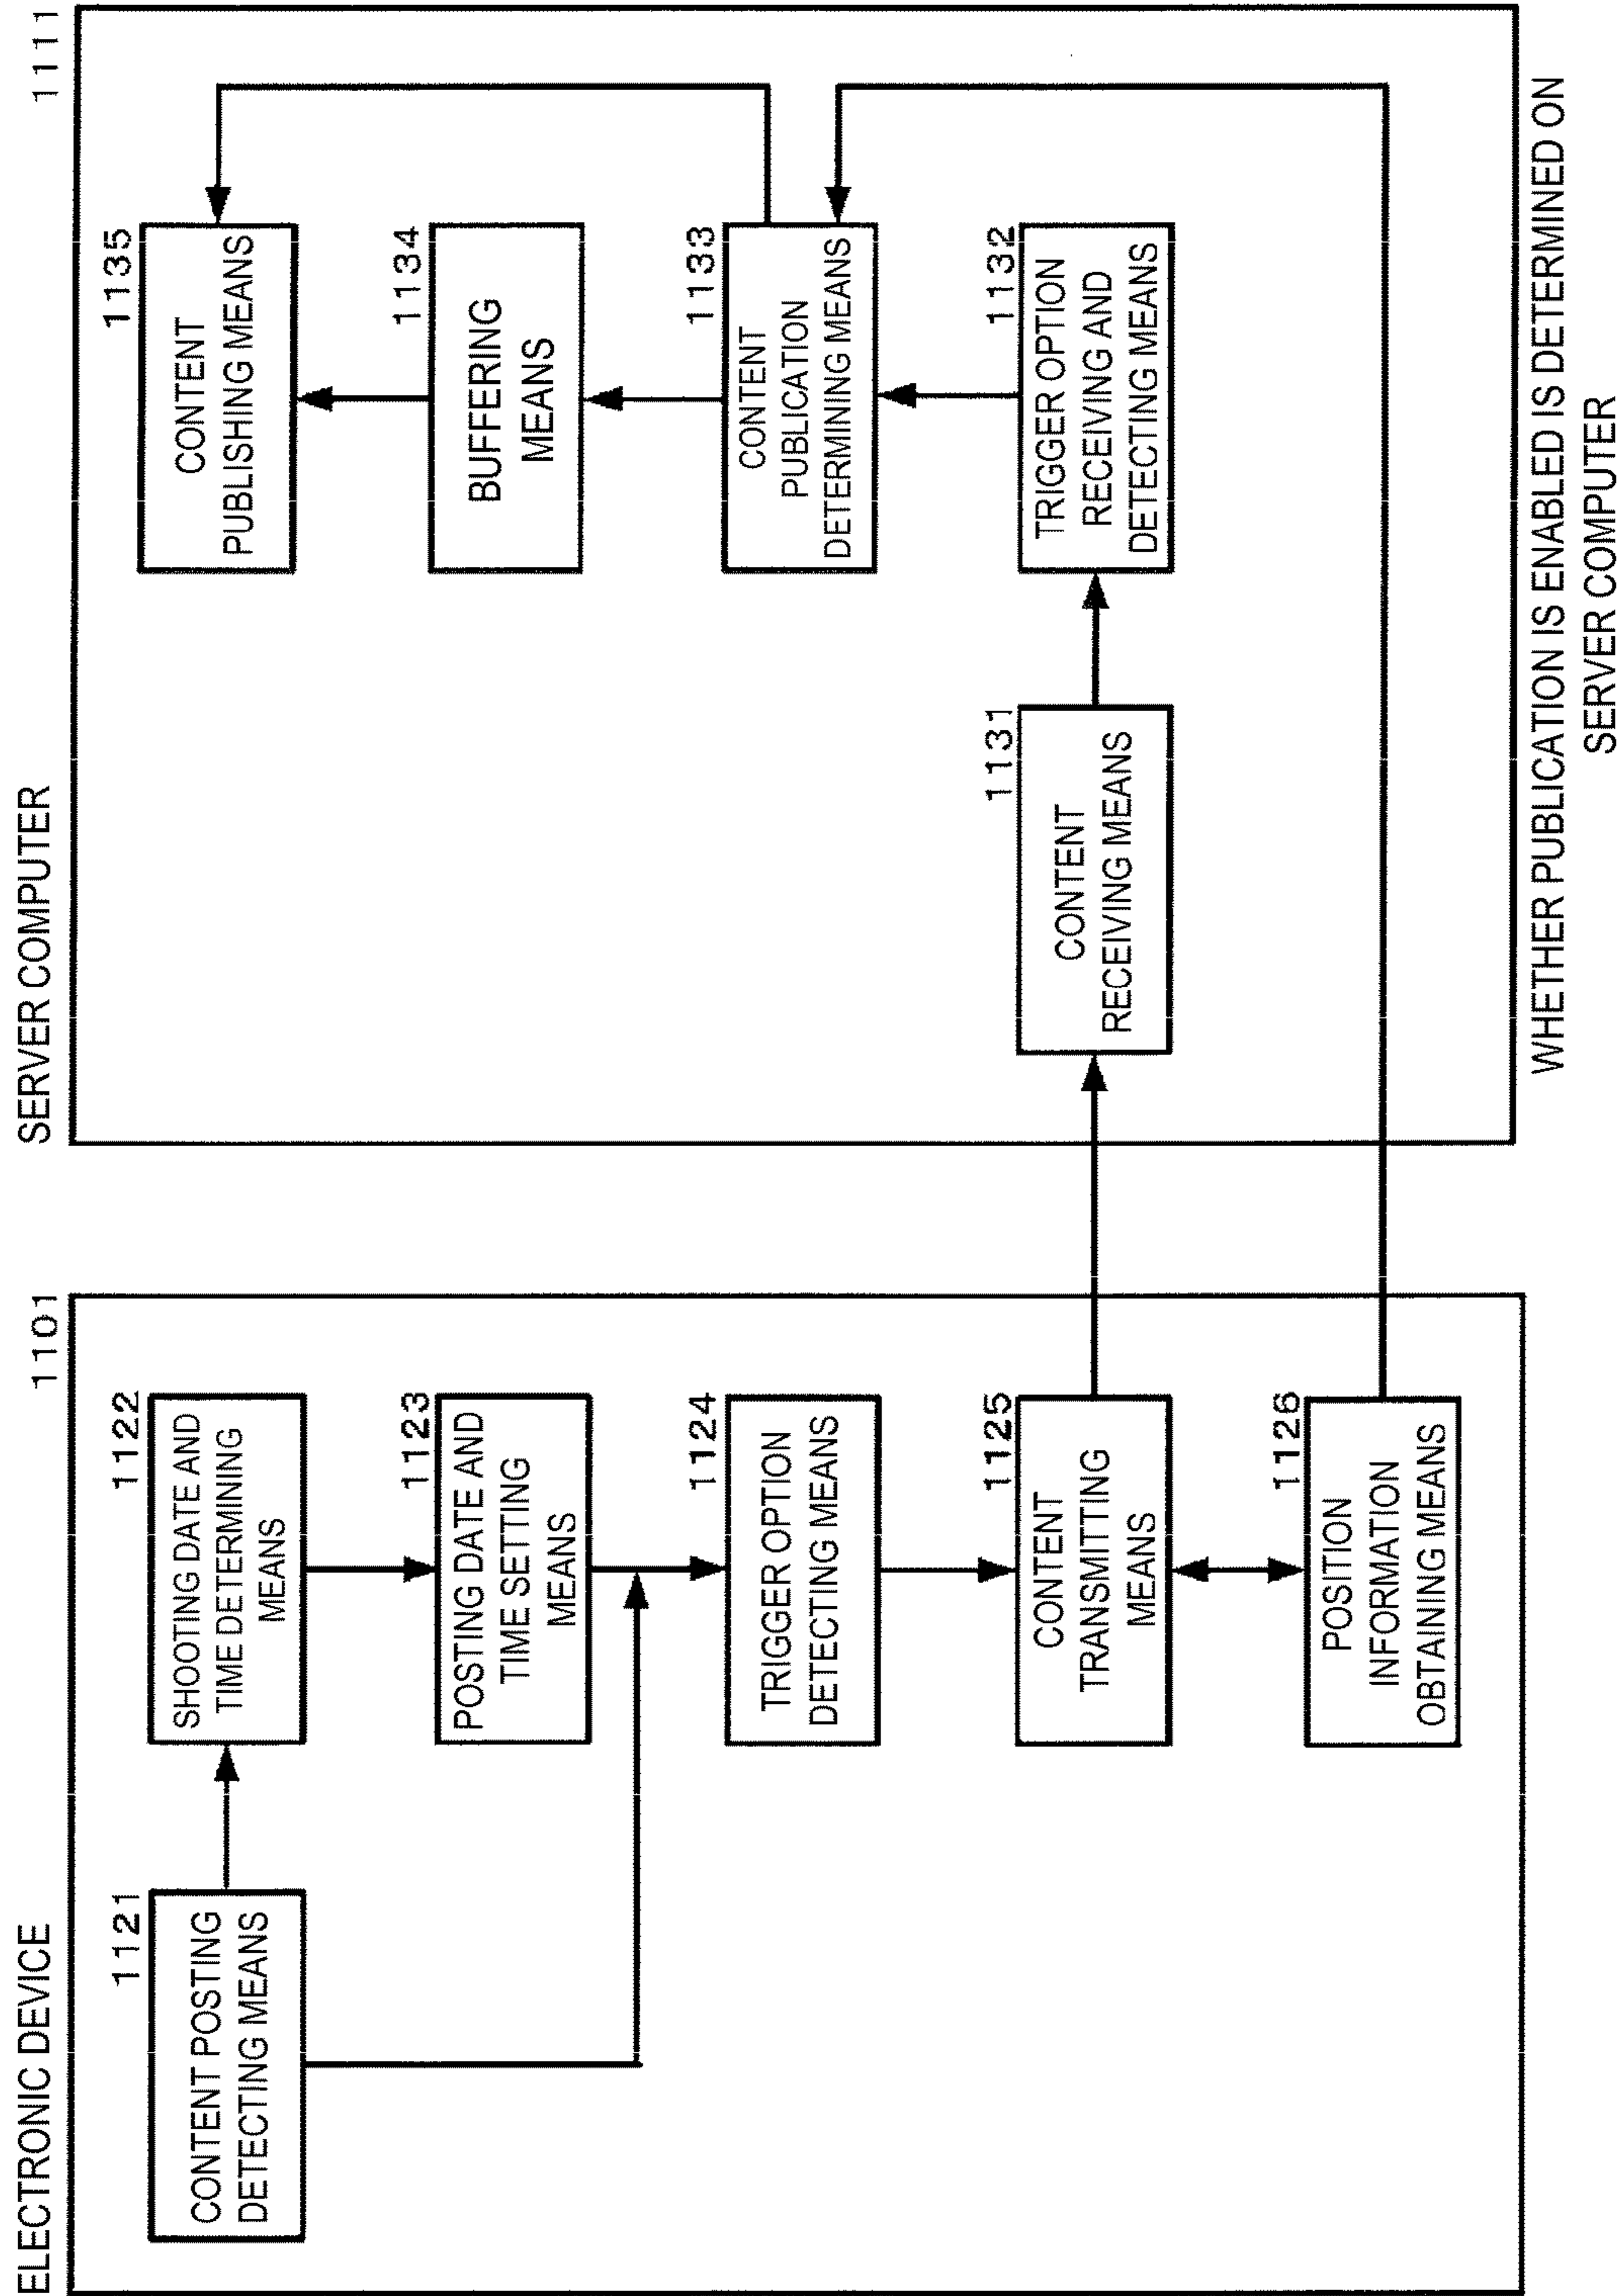 ELECTRONIC DEVICE
1101
1121
CONTENT POSTING
DETECTING MEANS
1122
SHOOTING DATE AND
TIME DETERMINING
MEANS
1123
POSTING DATE AND
TIME SETTING
MEANS
1124
TRIGGER OPTION
DETECTING MEANS
1125
CONTENT
TRANSMITTING
MEANS
1126
POSITION
INFORMATION
OBTAINING MEANS
SERVER COMPUTER
1111
1135
CONTENT
PUBLISHING MEANS
1134
BUFFERING
MEANS
1133
CONTENT
PUBLICATION
DETERMINING MEANS
1132
TRIGGER OPTION
RECEIVING AND
DETECTING MEANS
1131
CONTENT
RECEIVING MEANS
WHETHER PUBLICATION IS ENABLED IS DETERMINED ON
SERVER COMPUTER